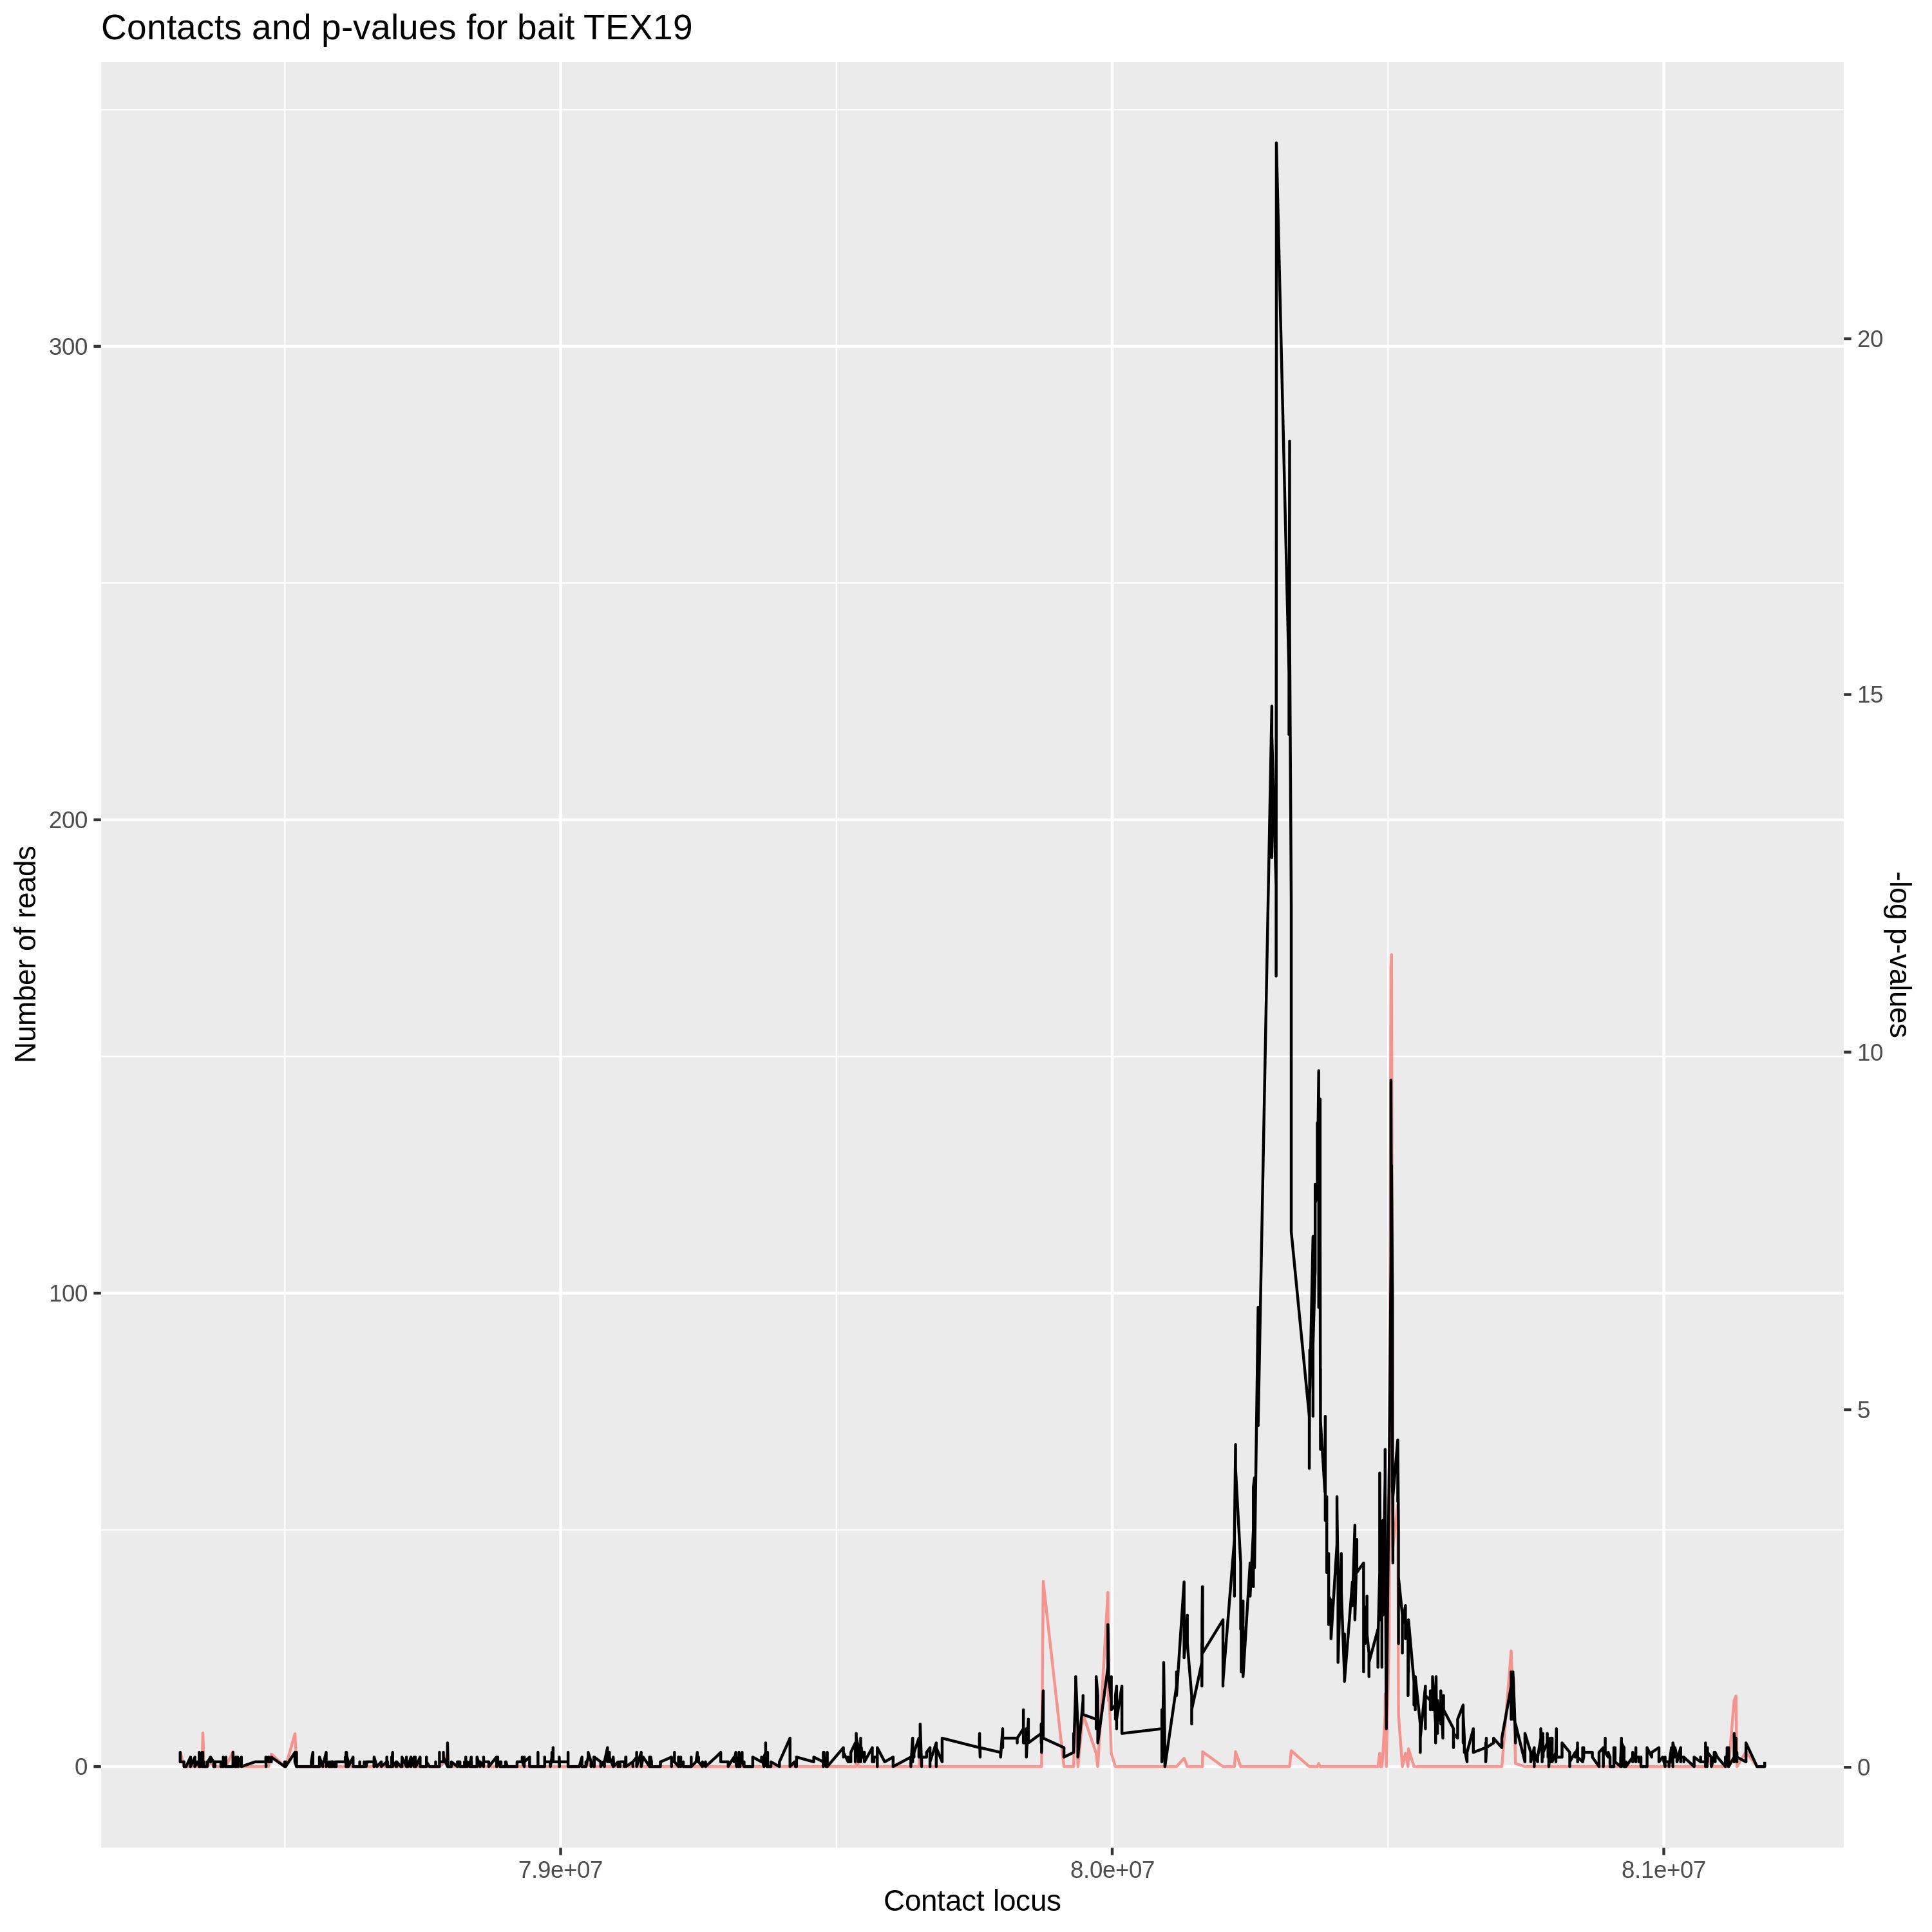 Contacts and p-values for bait TEX19
300
200
100
0
Number of reads
20
15
10
5
0
-log p-values
7.9e+07
8.0e+07
8.1e+07
Contact locus